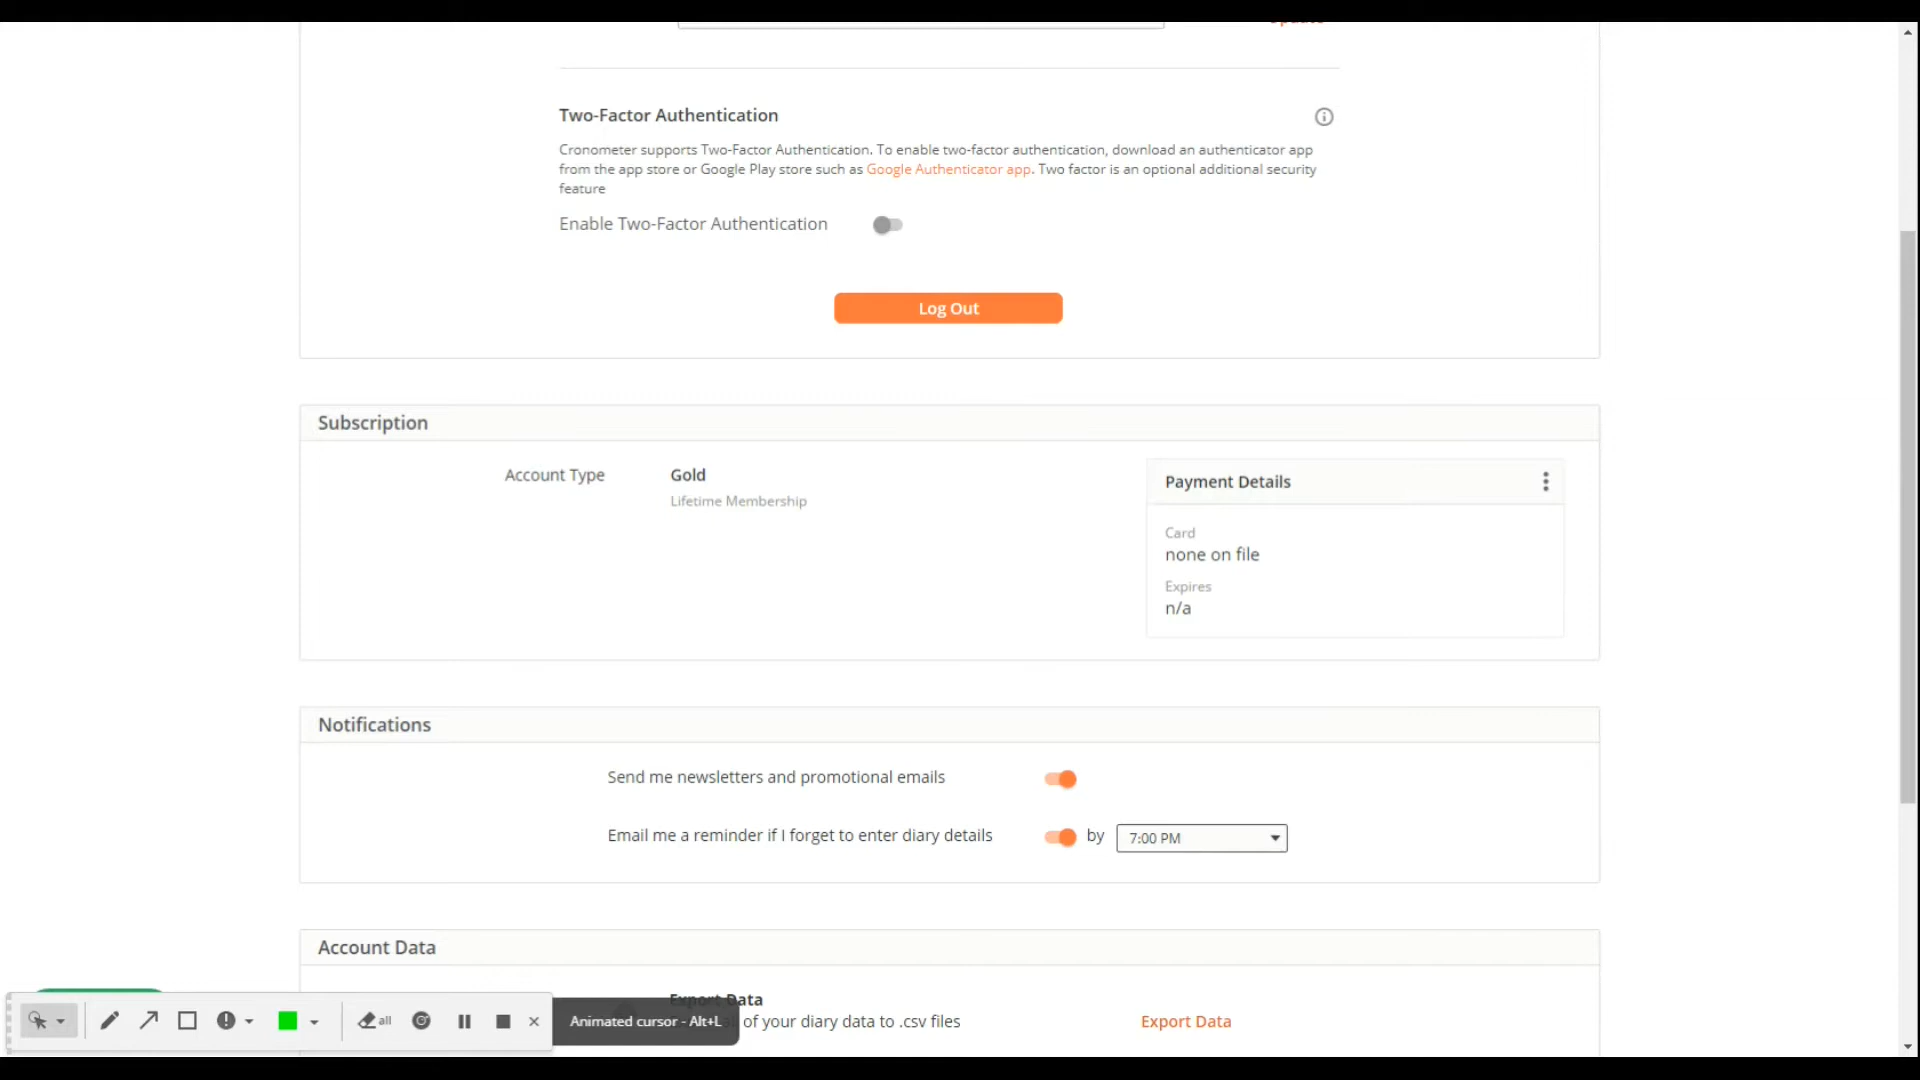 Update
Two-Factor Authentication
Cronometer supports Two-Factor Authentication. To enable two-factor authentication, download an authenticator app
from the app store or Google Play store such as Google Authenticator app. Two factor is an optional additional security
feature
Enable Two-Factor Authentication
Log Out
Subscription
Account Type
Gold
Lifetime Membership
Payment Details
Card
none on file
Expires
n/a
Notifications
Send me newsletters and promotional emails
Email me a reminder if I forget to enter diary details
by
7:00 PM
Account Data
Export Data
of your diary data to .csv files
Export Data
all
Animated cursor - Alt+L